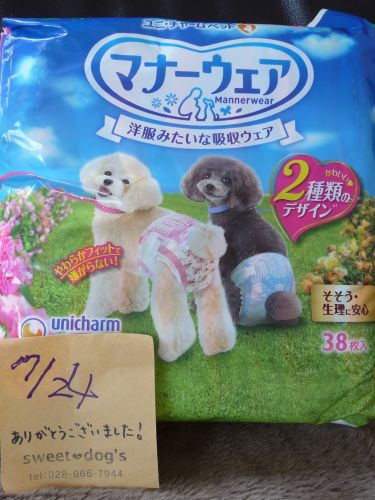 ユニ・チャームペット
マナーウェア
Mannerwear
洋服みたいな吸収ウェア
かわいい
2種類の
デザイン
やわらかフィットで
嫌がらない!
そそう・
生理に安心
unicharm
38枚入
7/24
ありがとうございました!
sweet♥dog's
tel:028-666-7944